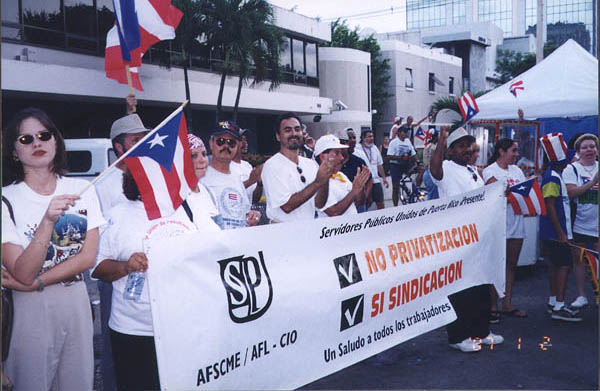 Servidores Públicos Unidos de Puerto Rico ¡Presente!
NO PRIVATIZACION
SI SINDICACION
Un Saludo a todos los trabajadores
SPU
AFSCME / AFL - CIO